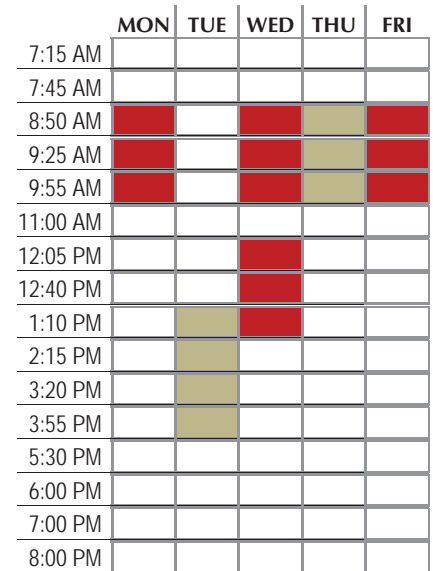 MON TUE WED THU FRI
7:15 AM
7:45 AM
8:50 AM
9:25 AM
9:55 AM
11:00 AM
12:05 PM
12:40 PM
1:10 PM
2:15 PM
3:20 PM
3:55 PM
5:30 PM
6:00 PM
7:00 PM
8:00 PM